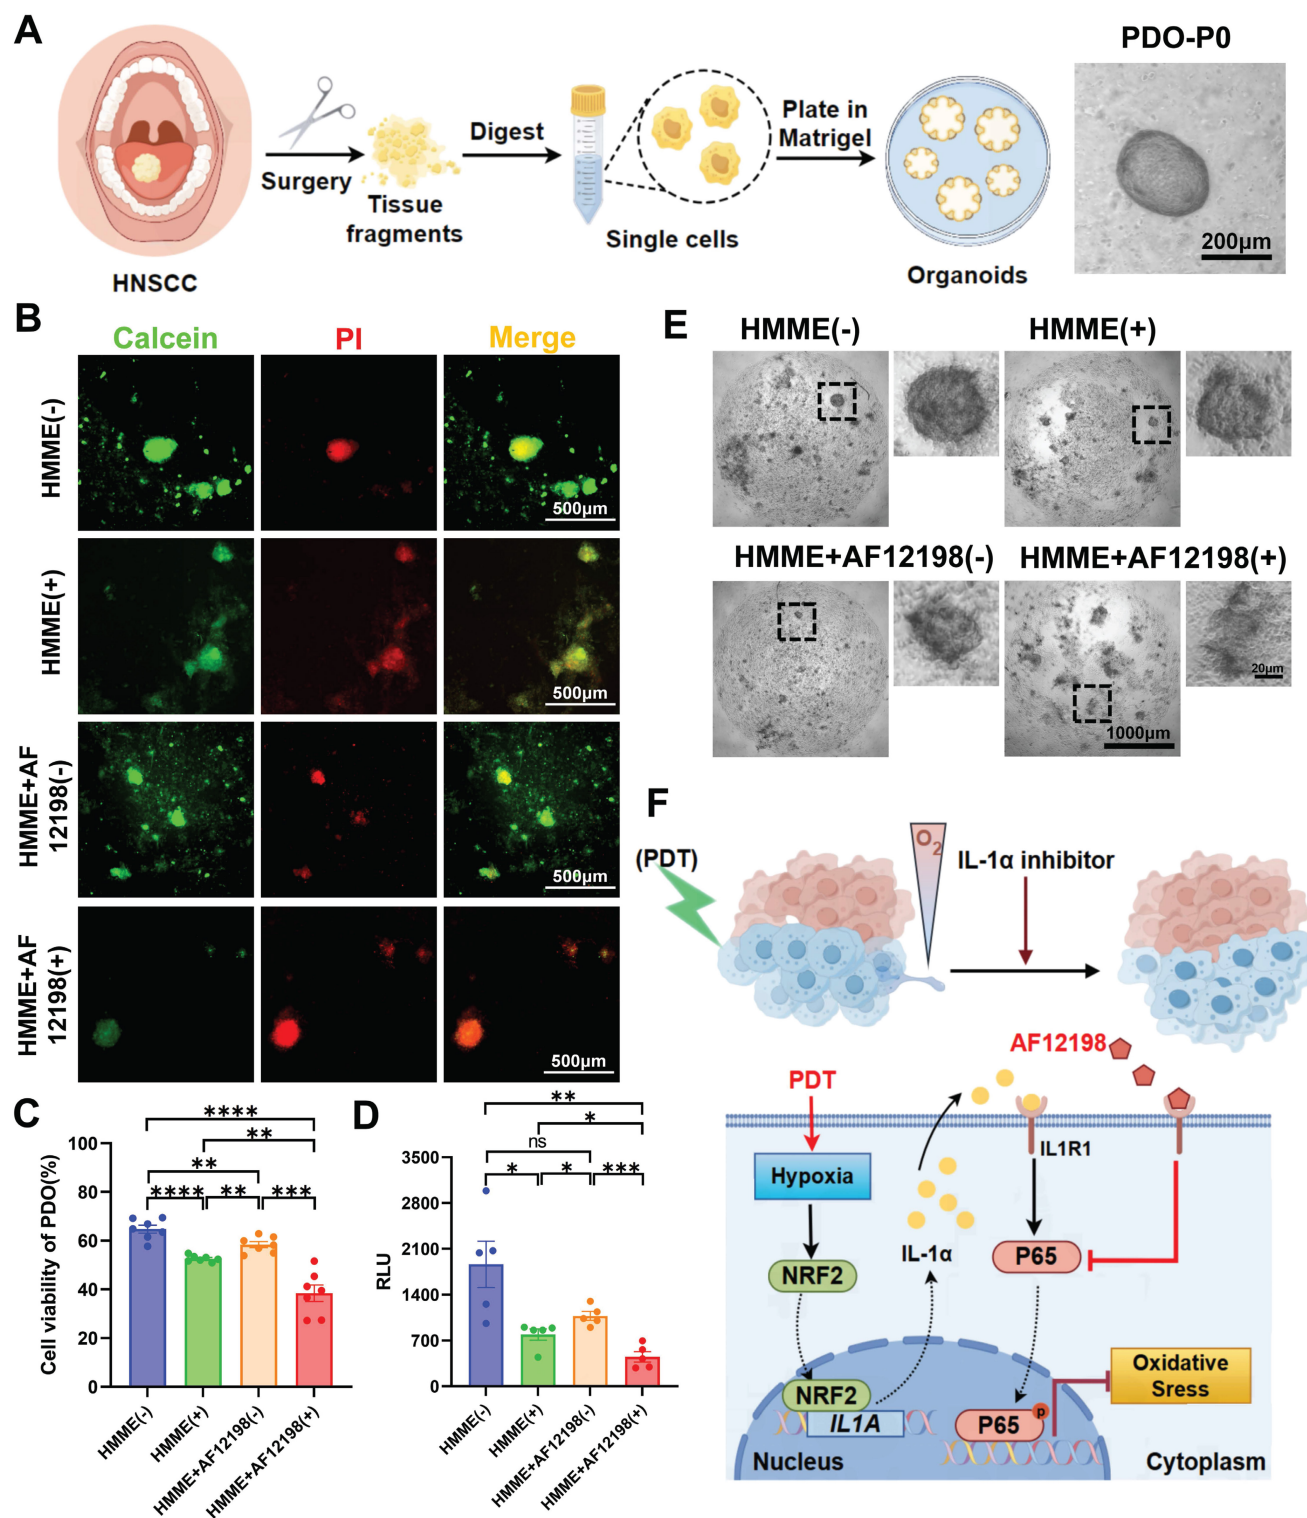 A
PDO-P0
Surgery
Digest
Plate in
Matrigel
Tissue
fragments
Single cells
Organoids
HNSCC
200μm
B
Calcein
PI
Merge
HMME(-)
500μm
HMME(+)
500μm
HMME+AF
12198(-)
500μm
HMME+AF
12198(+)
500μm
E
HMME(-)
HMME(+)
HMME+AF12198(-)
HMME+AF12198(+)
20μm
1000μm
C
****
**
**
****
**
***
Cell viability of PDO(%)
100
80
60
40
20
0
HMME(-)
HMME(+)
HMME+AF12198(-)
HMME+AF12198(+)
D
**
*
ns
*
*
***
RLU
3500
2800
2100
1400
700
0
HMME(-)
HMME(+)
HMME+AF12198(-)
HMME+AF12198(+)
F
(PDT)
O2
IL-1α inhibitor
AF12198
PDT
Hypoxia
IL1R1
NRF2
IL-1α
P65
NRF2
IL1A
P65
p
Oxidative
Sress
Nucleus
Cytoplasm